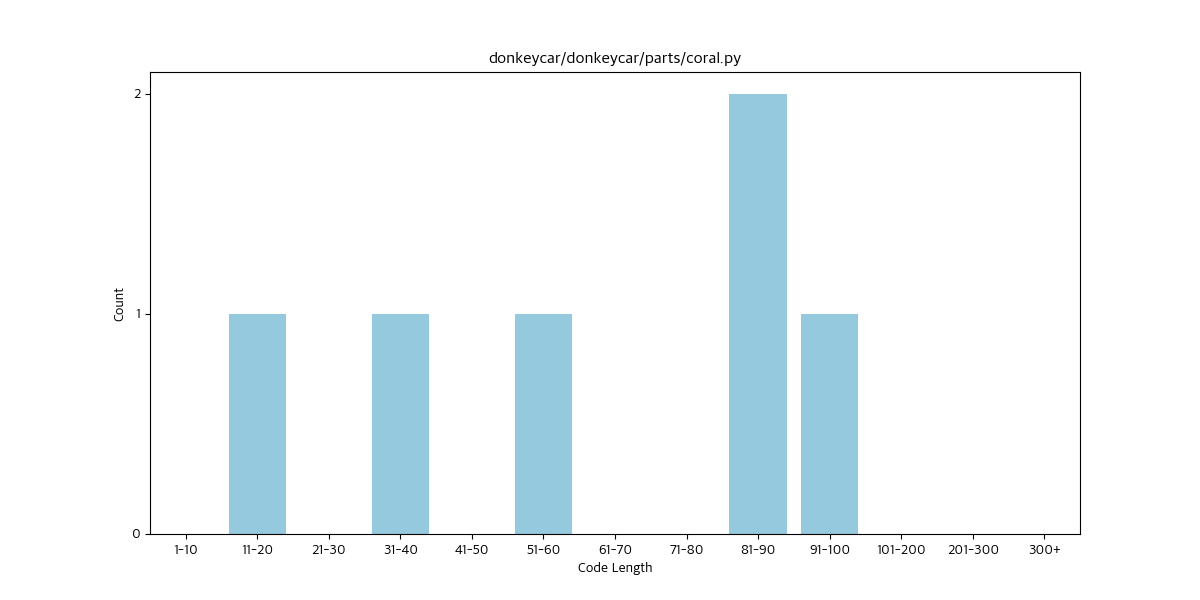 donkeycar/donkeycar/parts/coral.py
2
1
0
Count
1-10 11-20 21-30 31-40 41-50 51-60 61-70 71-80 81-90 91-100 101-200 201-300 300+
Code Length